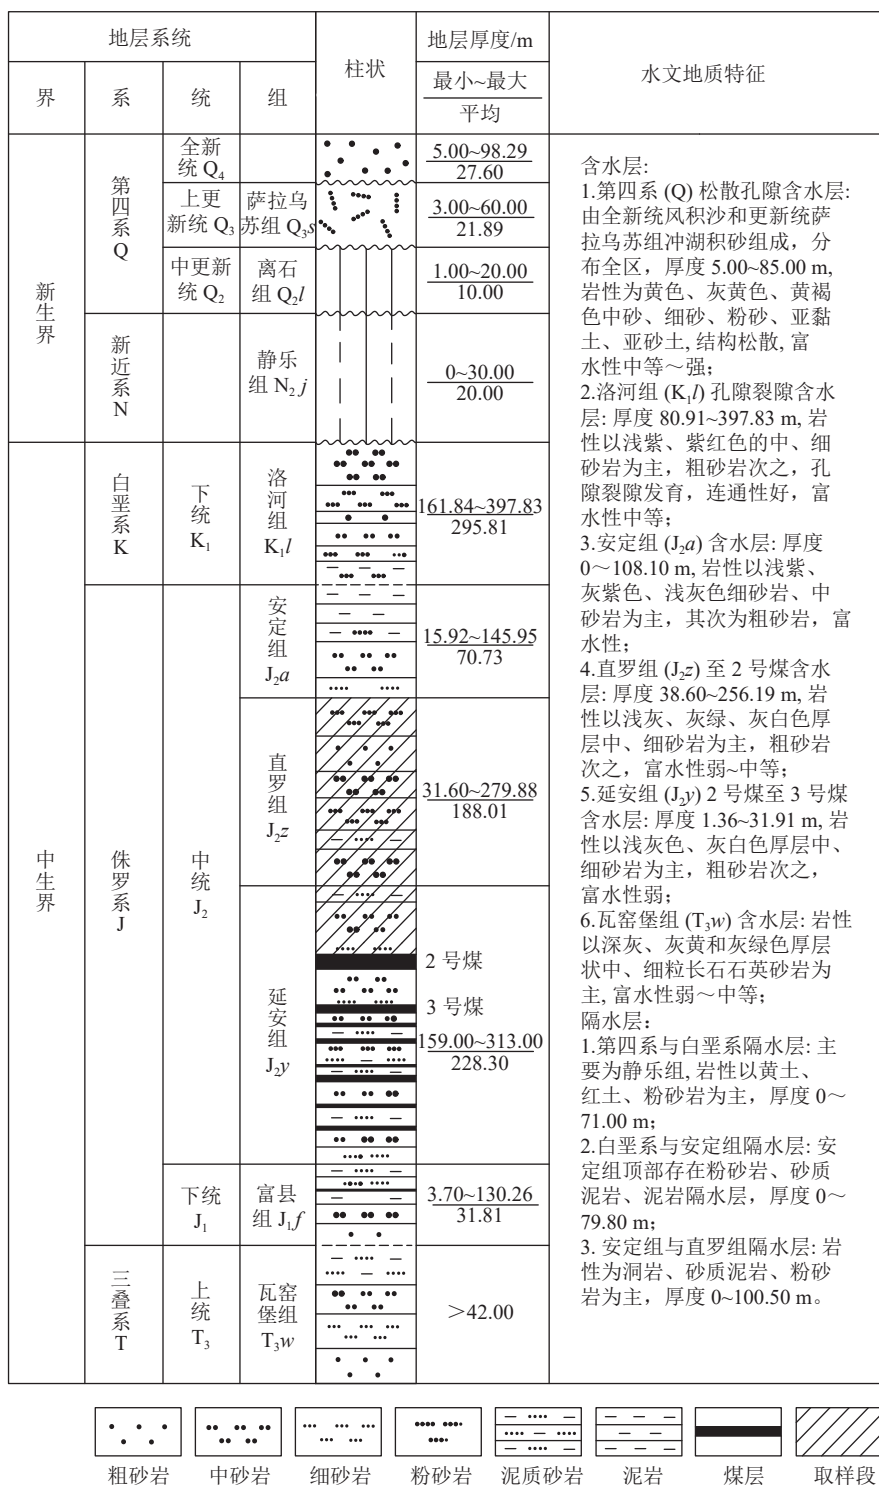 地层系统
柱状
地层厚度/m
水文地质特征
界
系
统
组
最小~最大
平均
新生界
第四系Q
全新
统 Q4
5.00~98.29
27.60
上更
新统 Q3
萨拉乌
苏组 Q3s
3.00~60.00
21.89
中更新
统 Q2
离石
组 Q2l
1.00~20.00
10.00
新近系N
静乐
组 N2 j
0~30.00
20.00
中生界
白垩系K
下统K1
洛河组K1l
161.84~397.83
295.81
侏罗系J
中统J2
安定组J2a
15.92~145.95
70.73
直罗组J2z
31.60~279.88
188.01
延安组J2y
2 号煤
3 号煤
159.00~313.00
228.30
下统
J1
富县
组 J1f
3.70~130.26
31.81
三叠系T
上统T3
瓦窑
堡组
T3w
＞42.00
含水层:
1.第四系 (Q) 松散孔隙含水层:
由全新统风积沙和更新统萨
拉乌苏组冲湖积砂组成，分
布全区，厚度 5.00~85.00 m,
岩性为黄色、灰黄色、黄褐
色中砂、细砂、粉砂、亚黏
土、亚砂土, 结构松散, 富
水性中等～强;
2.洛河组 (K1l) 孔隙裂隙含水
层: 厚度 80.91~397.83 m, 岩
性以浅紫、紫红色的中、细
砂岩为主，粗砂岩次之，孔
隙裂隙发育，连通性好，富
水性中等；
3.安定组 (J2a) 含水层: 厚度
0～108.10 m, 岩性以浅紫、
灰紫色、浅灰色细砂岩、中
砂岩为主，其次为粗砂岩，富
水性;
4.直罗组 (J2z) 至 2 号煤含水
层: 厚度 38.60~256.19 m, 岩
性以浅灰、灰绿、灰白色厚
层中、细砂岩为主，粗砂岩
次之，富水性弱~中等；
5.延安组 (J2y) 2 号煤至 3 号煤
含水层: 厚度 1.36~31.91 m, 岩
性以浅灰色、灰白色厚层中、
细砂岩为主，粗砂岩次之，
富水性弱;
6.瓦窑堡组 (T3w) 含水层: 岩性
以深灰、灰黄和灰绿色厚层
状中、细粒长石石英砂岩为
主, 富水性弱～中等；
隔水层：
1.第四系与白垩系隔水层: 主
要为静乐组, 岩性以黄土、
红土、粉砂岩为主，厚度 0～
71.00 m;
2.白垩系与安定组隔水层: 安
定组顶部存在粉砂岩、砂质
泥岩、泥岩隔水层，厚度 0～
79.80 m;
3. 安定组与直罗组隔水层: 岩
性为洞岩、砂质泥岩、粉砂
岩为主，厚度 0~100.50 m。
粗砂岩 中砂岩 细砂岩 粉砂岩 泥质砂岩 泥岩 煤层 取样段